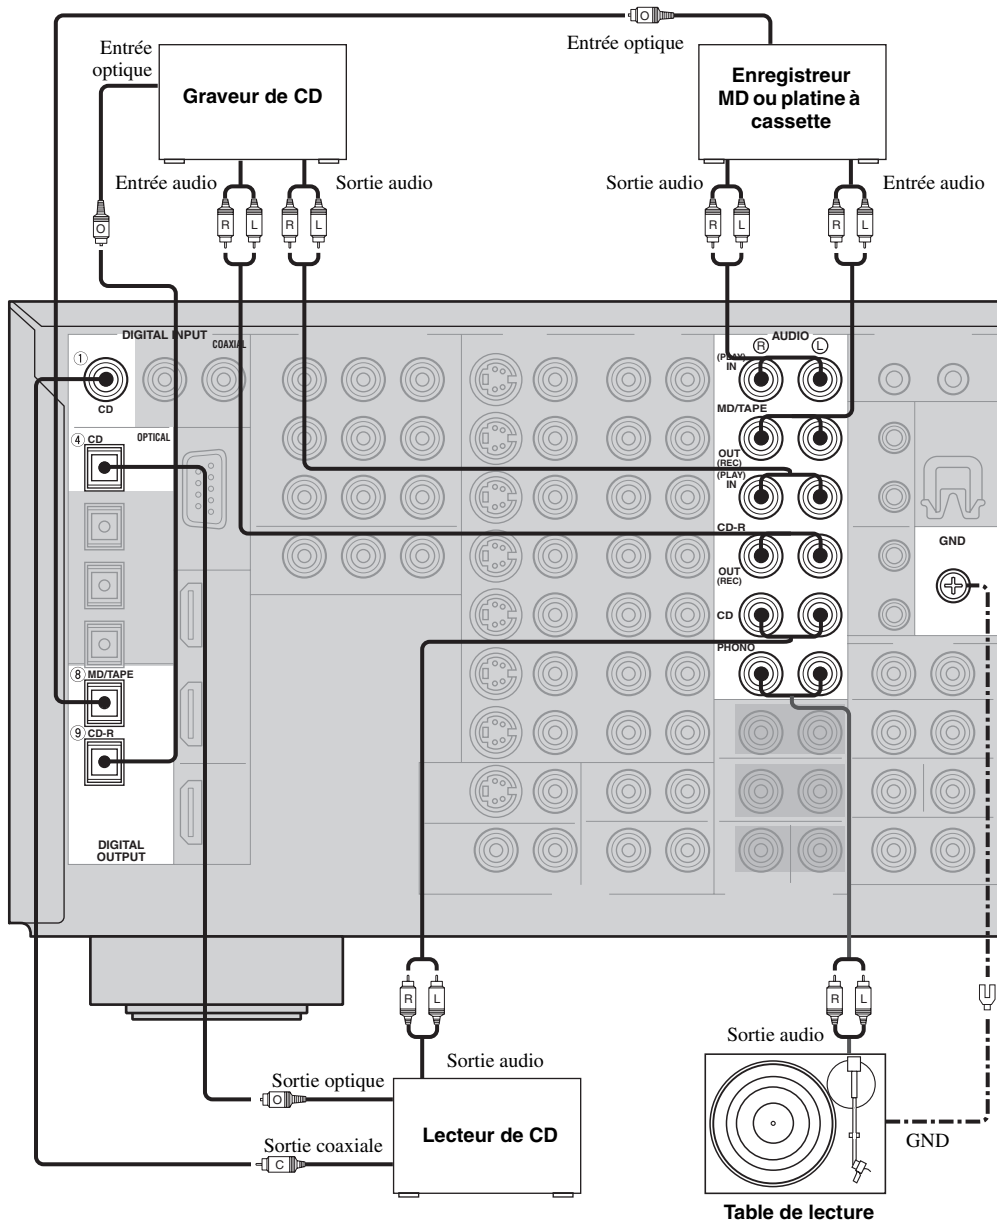 O
Entrée optique
Entrée
optique
Graveur de CD
Enregistreur
MD ou platine à
cassette
Entrée audio
Sortie audio
Sortie audio
Entrée audio
O
R L
R L
R L
R L
DIGITAL INPUT
COAXIAL
AUDIO
R L
① CD
(PLAY)
IN
MD/TAPE
④ CD
OPTICAL
OUT
(REC)
(PLAY)
IN
CD-R
GND
OUT
(REC)
CD
PHONO
⑧ MD/TAPE
⑨ CD-R
DIGITAL
OUTPUT
R L
R L
Sortie audio
Sortie audio
Sortie optique
O
Lecteur de CD
Sortie coaxiale
C
GND
Table de lecture